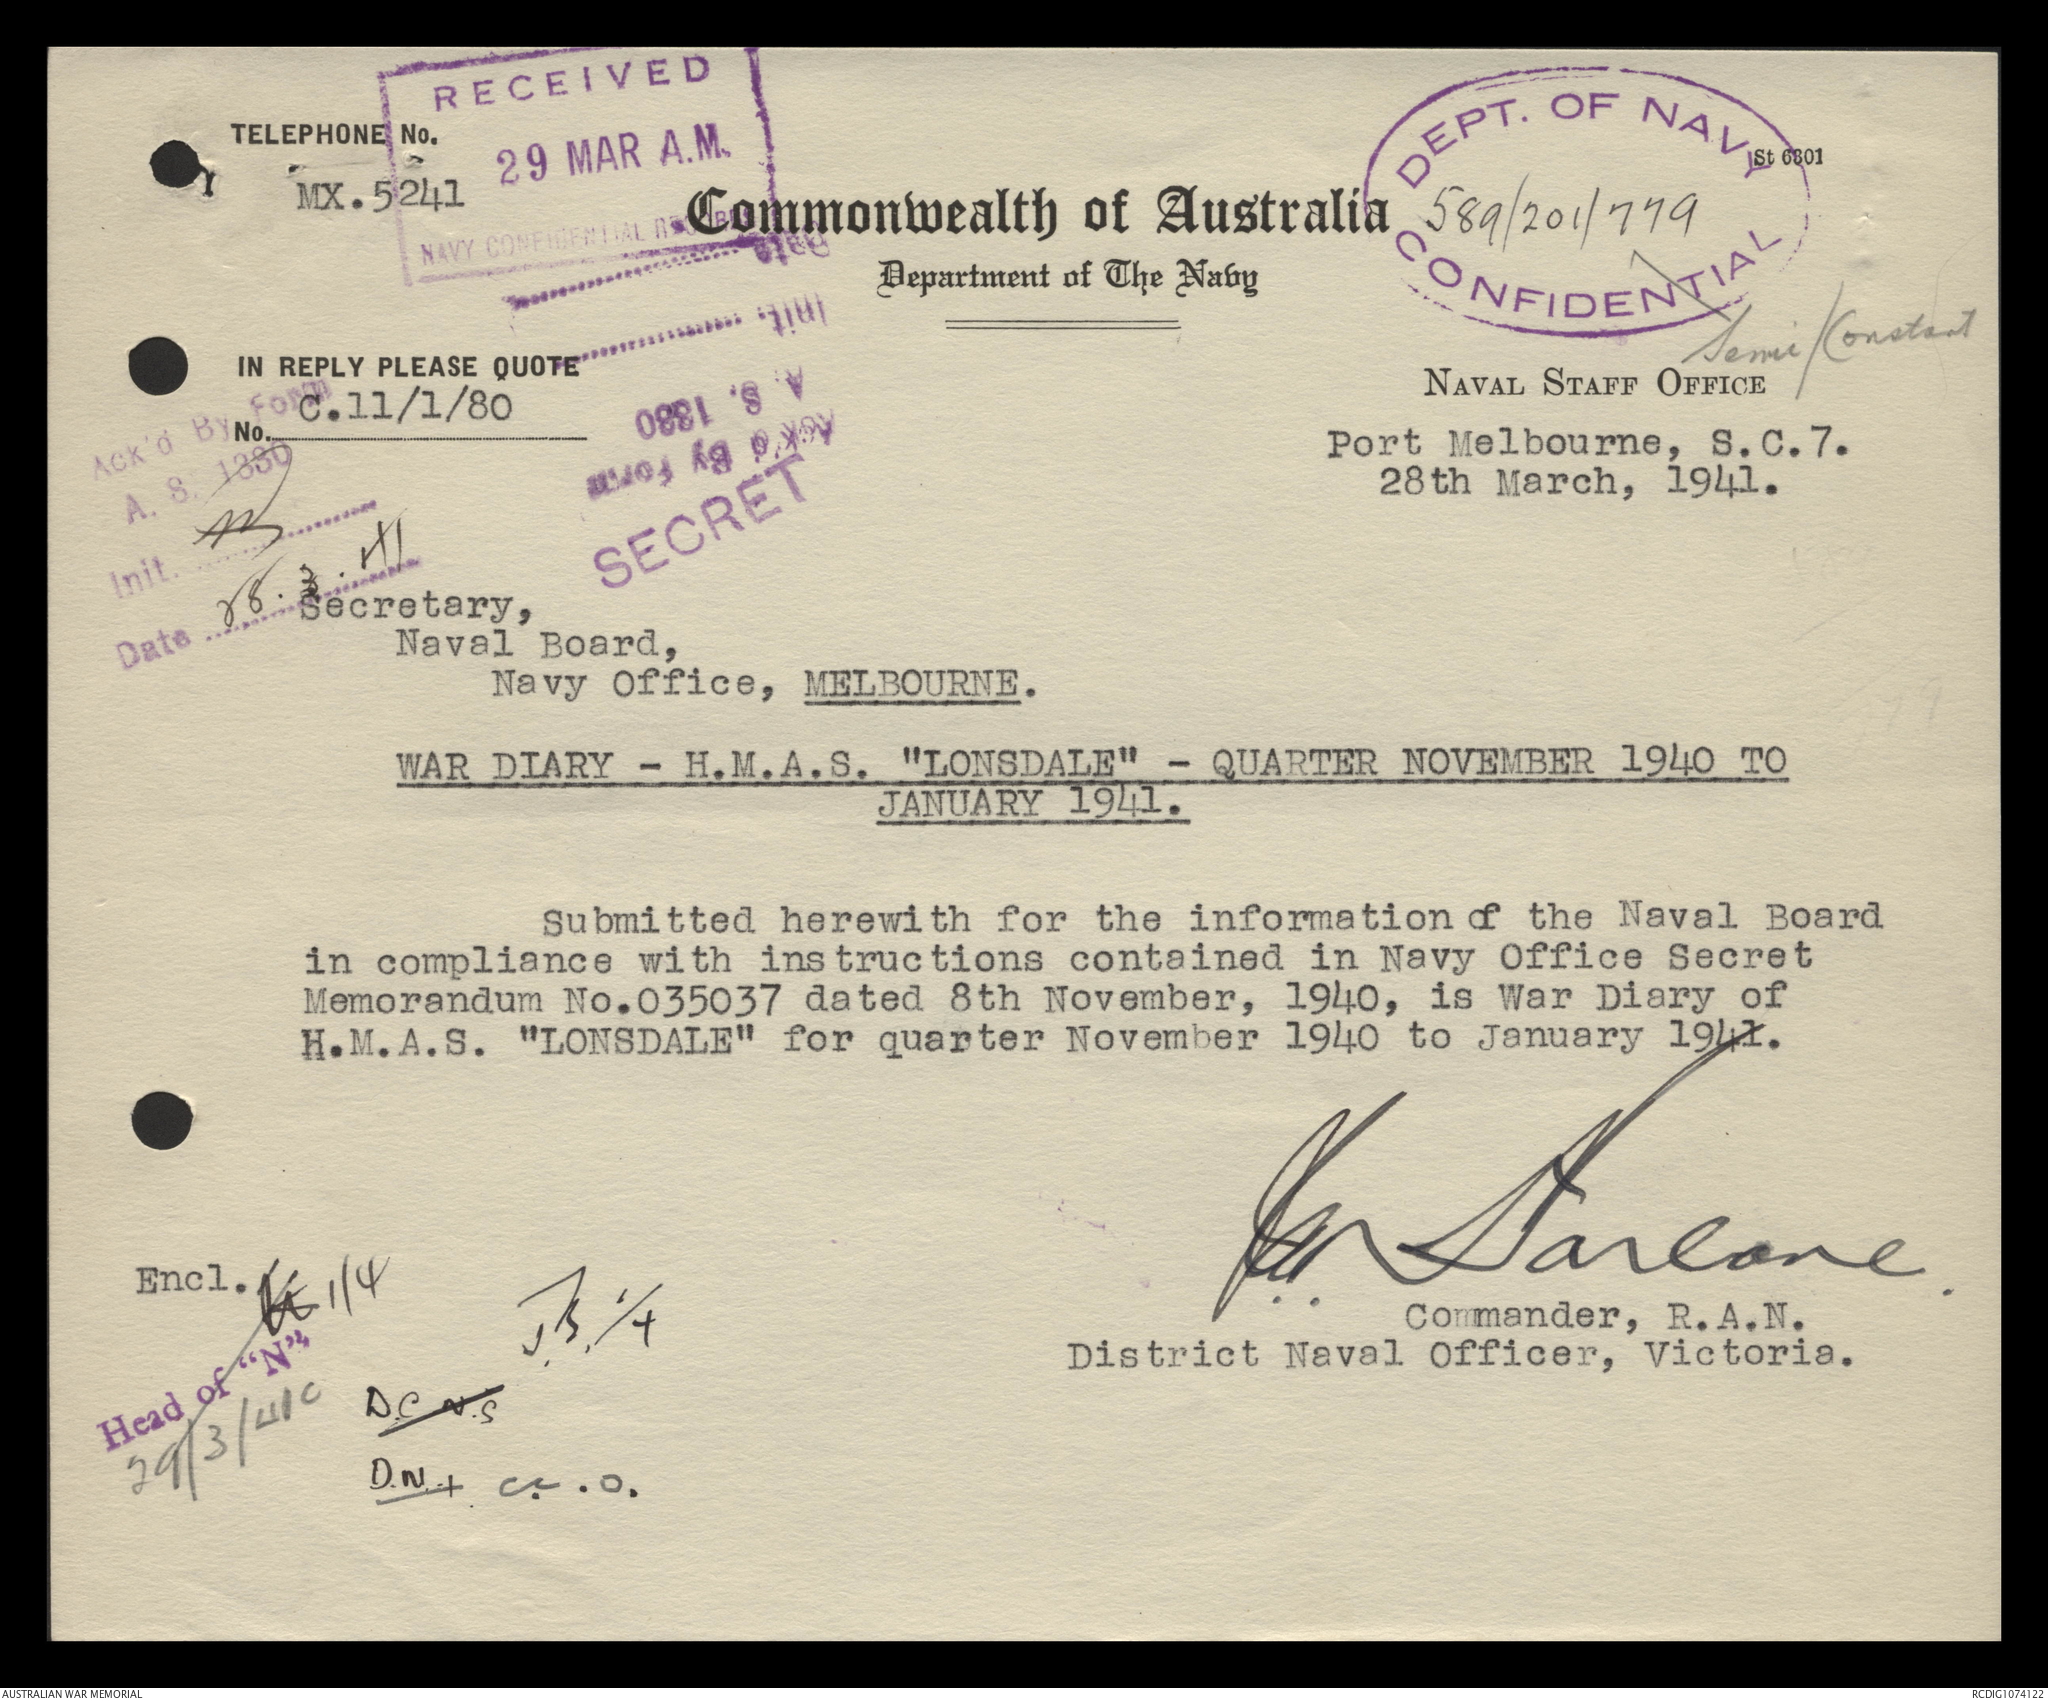 RECEIVED
29 MAR A.M.
NAVY CONFIDENTIAL RECORDS
DEPT. OF NAVY
589/201/779
CONFIDENTIAL
St 6301
TELEPHONE No.
MX.5241
Commonwealth of Australia
Department of The Navy
Semi/Constant
IN REPLY PLEASE QUOTE
No. C.11/1/80
NAVAL STAFF OFFICE
Port Melbourne, S.C.7.
28th March, 1941.
Ack'd By Form
A. S. 1380
Init.
Date 28.3.41
Date
Init.
A. S. 1380
Ack'd By Form
SECRET
Secretary,
Naval Board,
Navy Office, MELBOURNE.
WAR DIARY - H.M.A.S. "LONSDALE" - QUARTER NOVEMBER 1940 TO
JANUARY 1941.
Submitted herewith for the information of the Naval Board
in compliance with instructions contained in Navy Office Secret
Memorandum No.035037 dated 8th November, 1940, is War Diary of
H.M.A.S. "LONSDALE" for quarter November 1940 to January 1941.
Commander, R.A.N.
District Naval Officer, Victoria.
Encl.
1/4
Head of "N"
29/3/41
1/4
D.C.N.S
AUSTRALIAN WAR MEMORIAL
RCDIG1074122